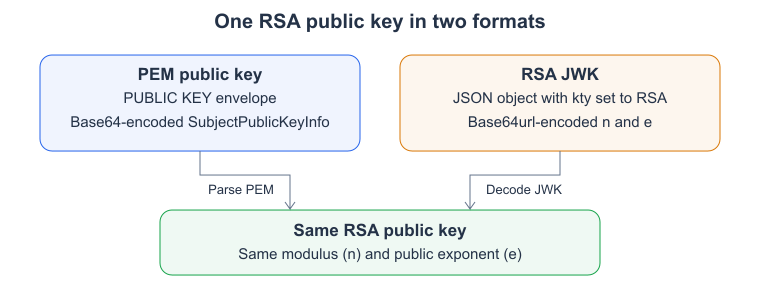 One RSA public key in two formats
PEM public key
PUBLIC KEY envelope
Base64-encoded SubjectPublicKeyInfo
RSA JWK
JSON object with kty set to RSA
Base64url-encoded n and e
Parse PEM
Decode JWK
Same RSA public key
Same modulus (n) and public exponent (e)